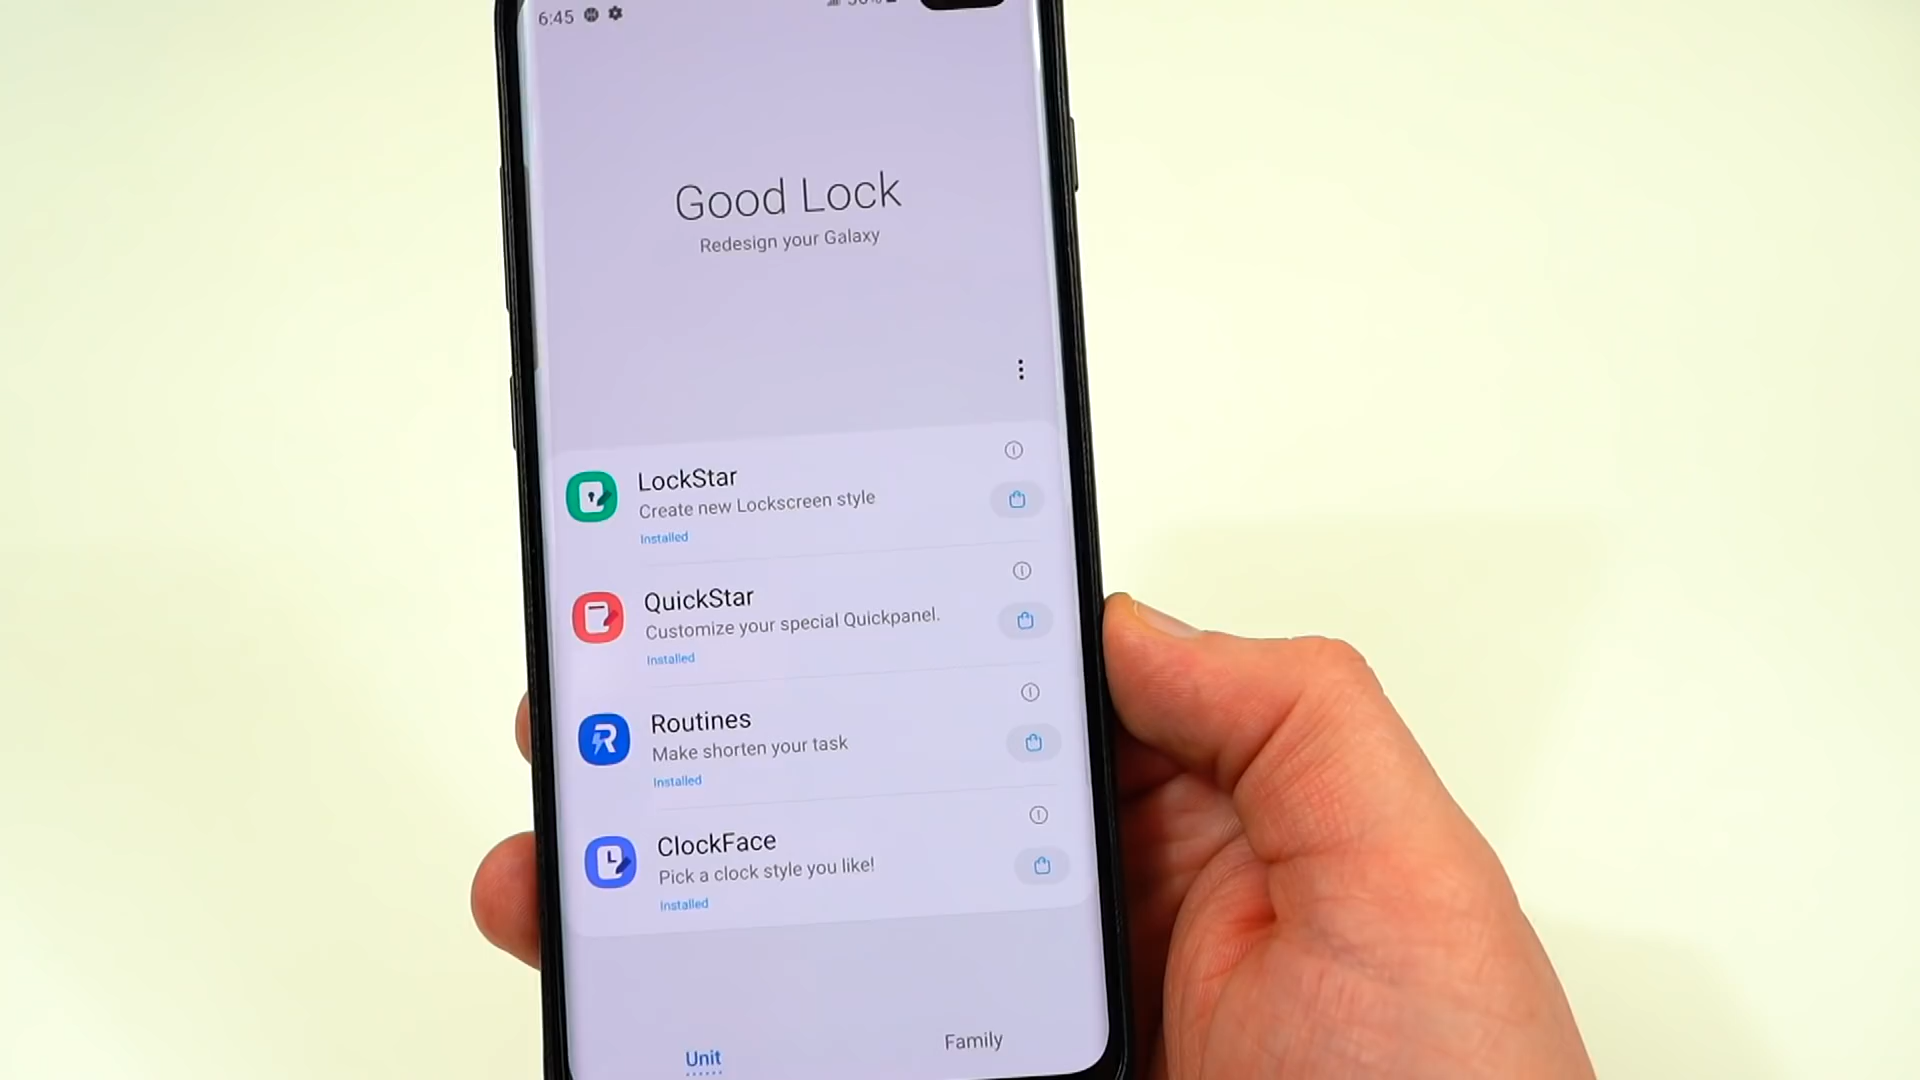 6:45
Good Lock
Redesign your Galaxy
LockStar
Create new Lockscreen style
Installed
QuickStar
Customize your special Quickpanel.
Installed
Routines
Make shorten your task
Installed
ClockFace
Pick a clock style you like!
Installed
Unit
Family